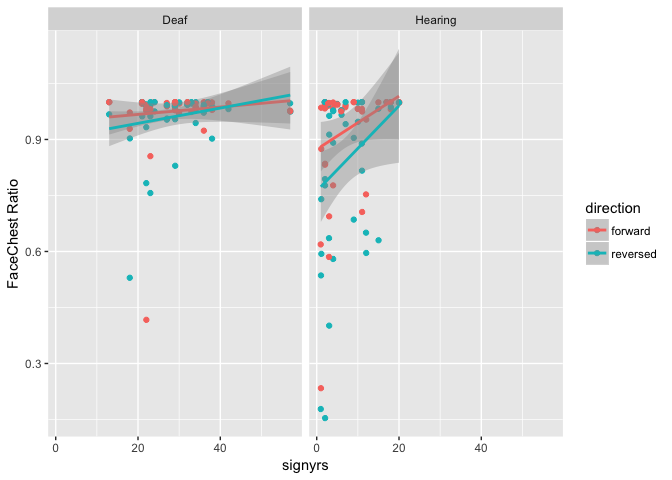 Deaf Hearing
FaceChest Ratio
0.9
0.6
0.3
0 20 40 0 20 40
signyrs
direction
forward
reversed